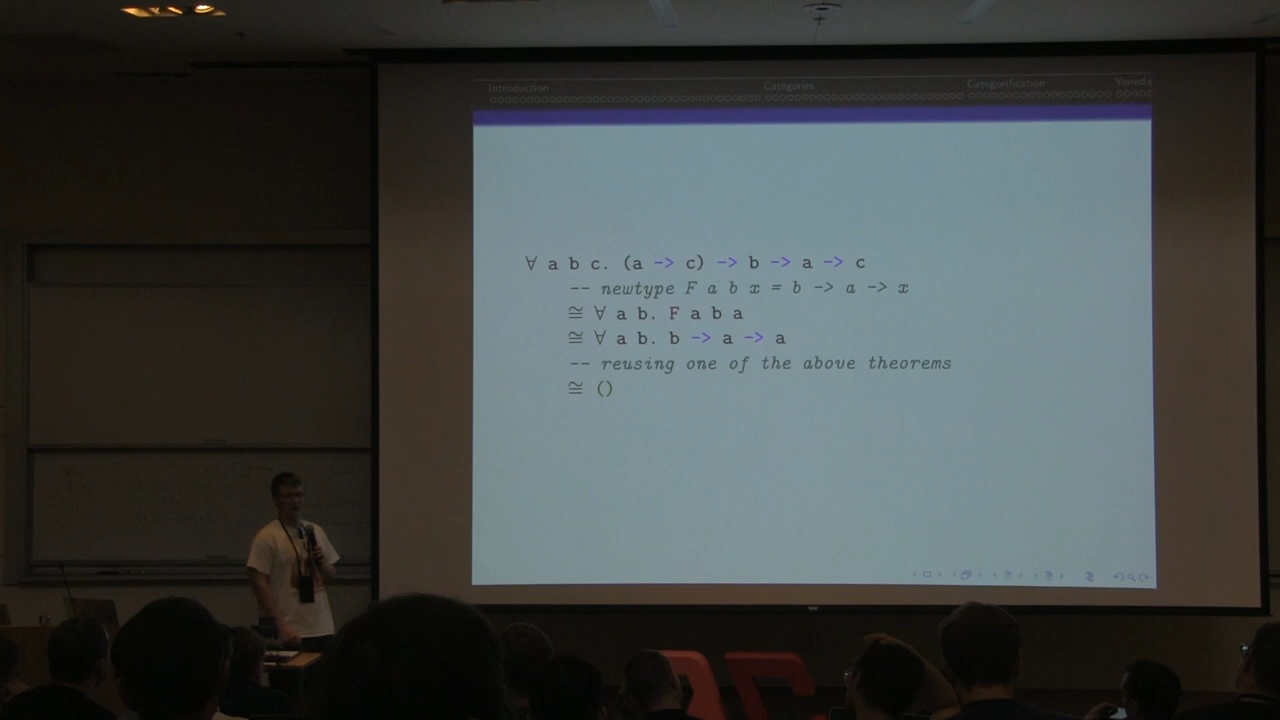 Introduction Categories Categorification Yoneda
∀ a b c. (a -> c) -> b -> a -> c
-- newtype F a b x = b -> a -> x
≅ ∀ a b. F a b a
≅ ∀ a b. b -> a -> a
-- reusing one of the above theorems
≅ ()